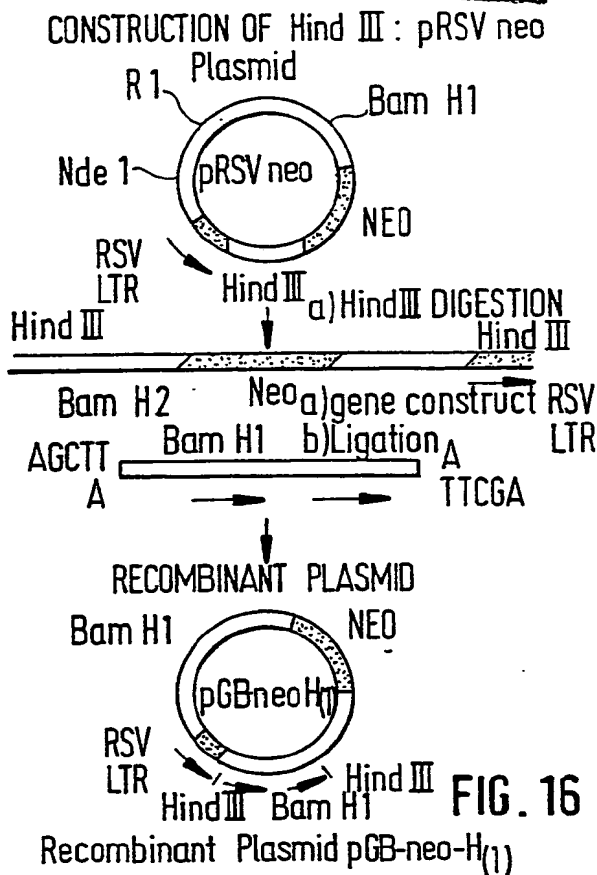 CONSTRUCTION OF Hind III : pRSV neo
Plasmid
R1
Bam H1
Nde 1
pRSV neo
NEO
RSV
LTR
Hind III
a) Hind III DIGESTION
Hind III
Hind III
Bam H2
Neo
a) gene construct
RSV
LTR
Bam H1
b) Ligation
AGCTT
A
A
TTCGA
RECOMBINANT PLASMID
Bam H1
NEO
pGBneoH(1)
RSV
LTR
Hind III
Hind III
Bam H1
FIG. 16
Recombinant Plasmid pGB-neo-H(1)